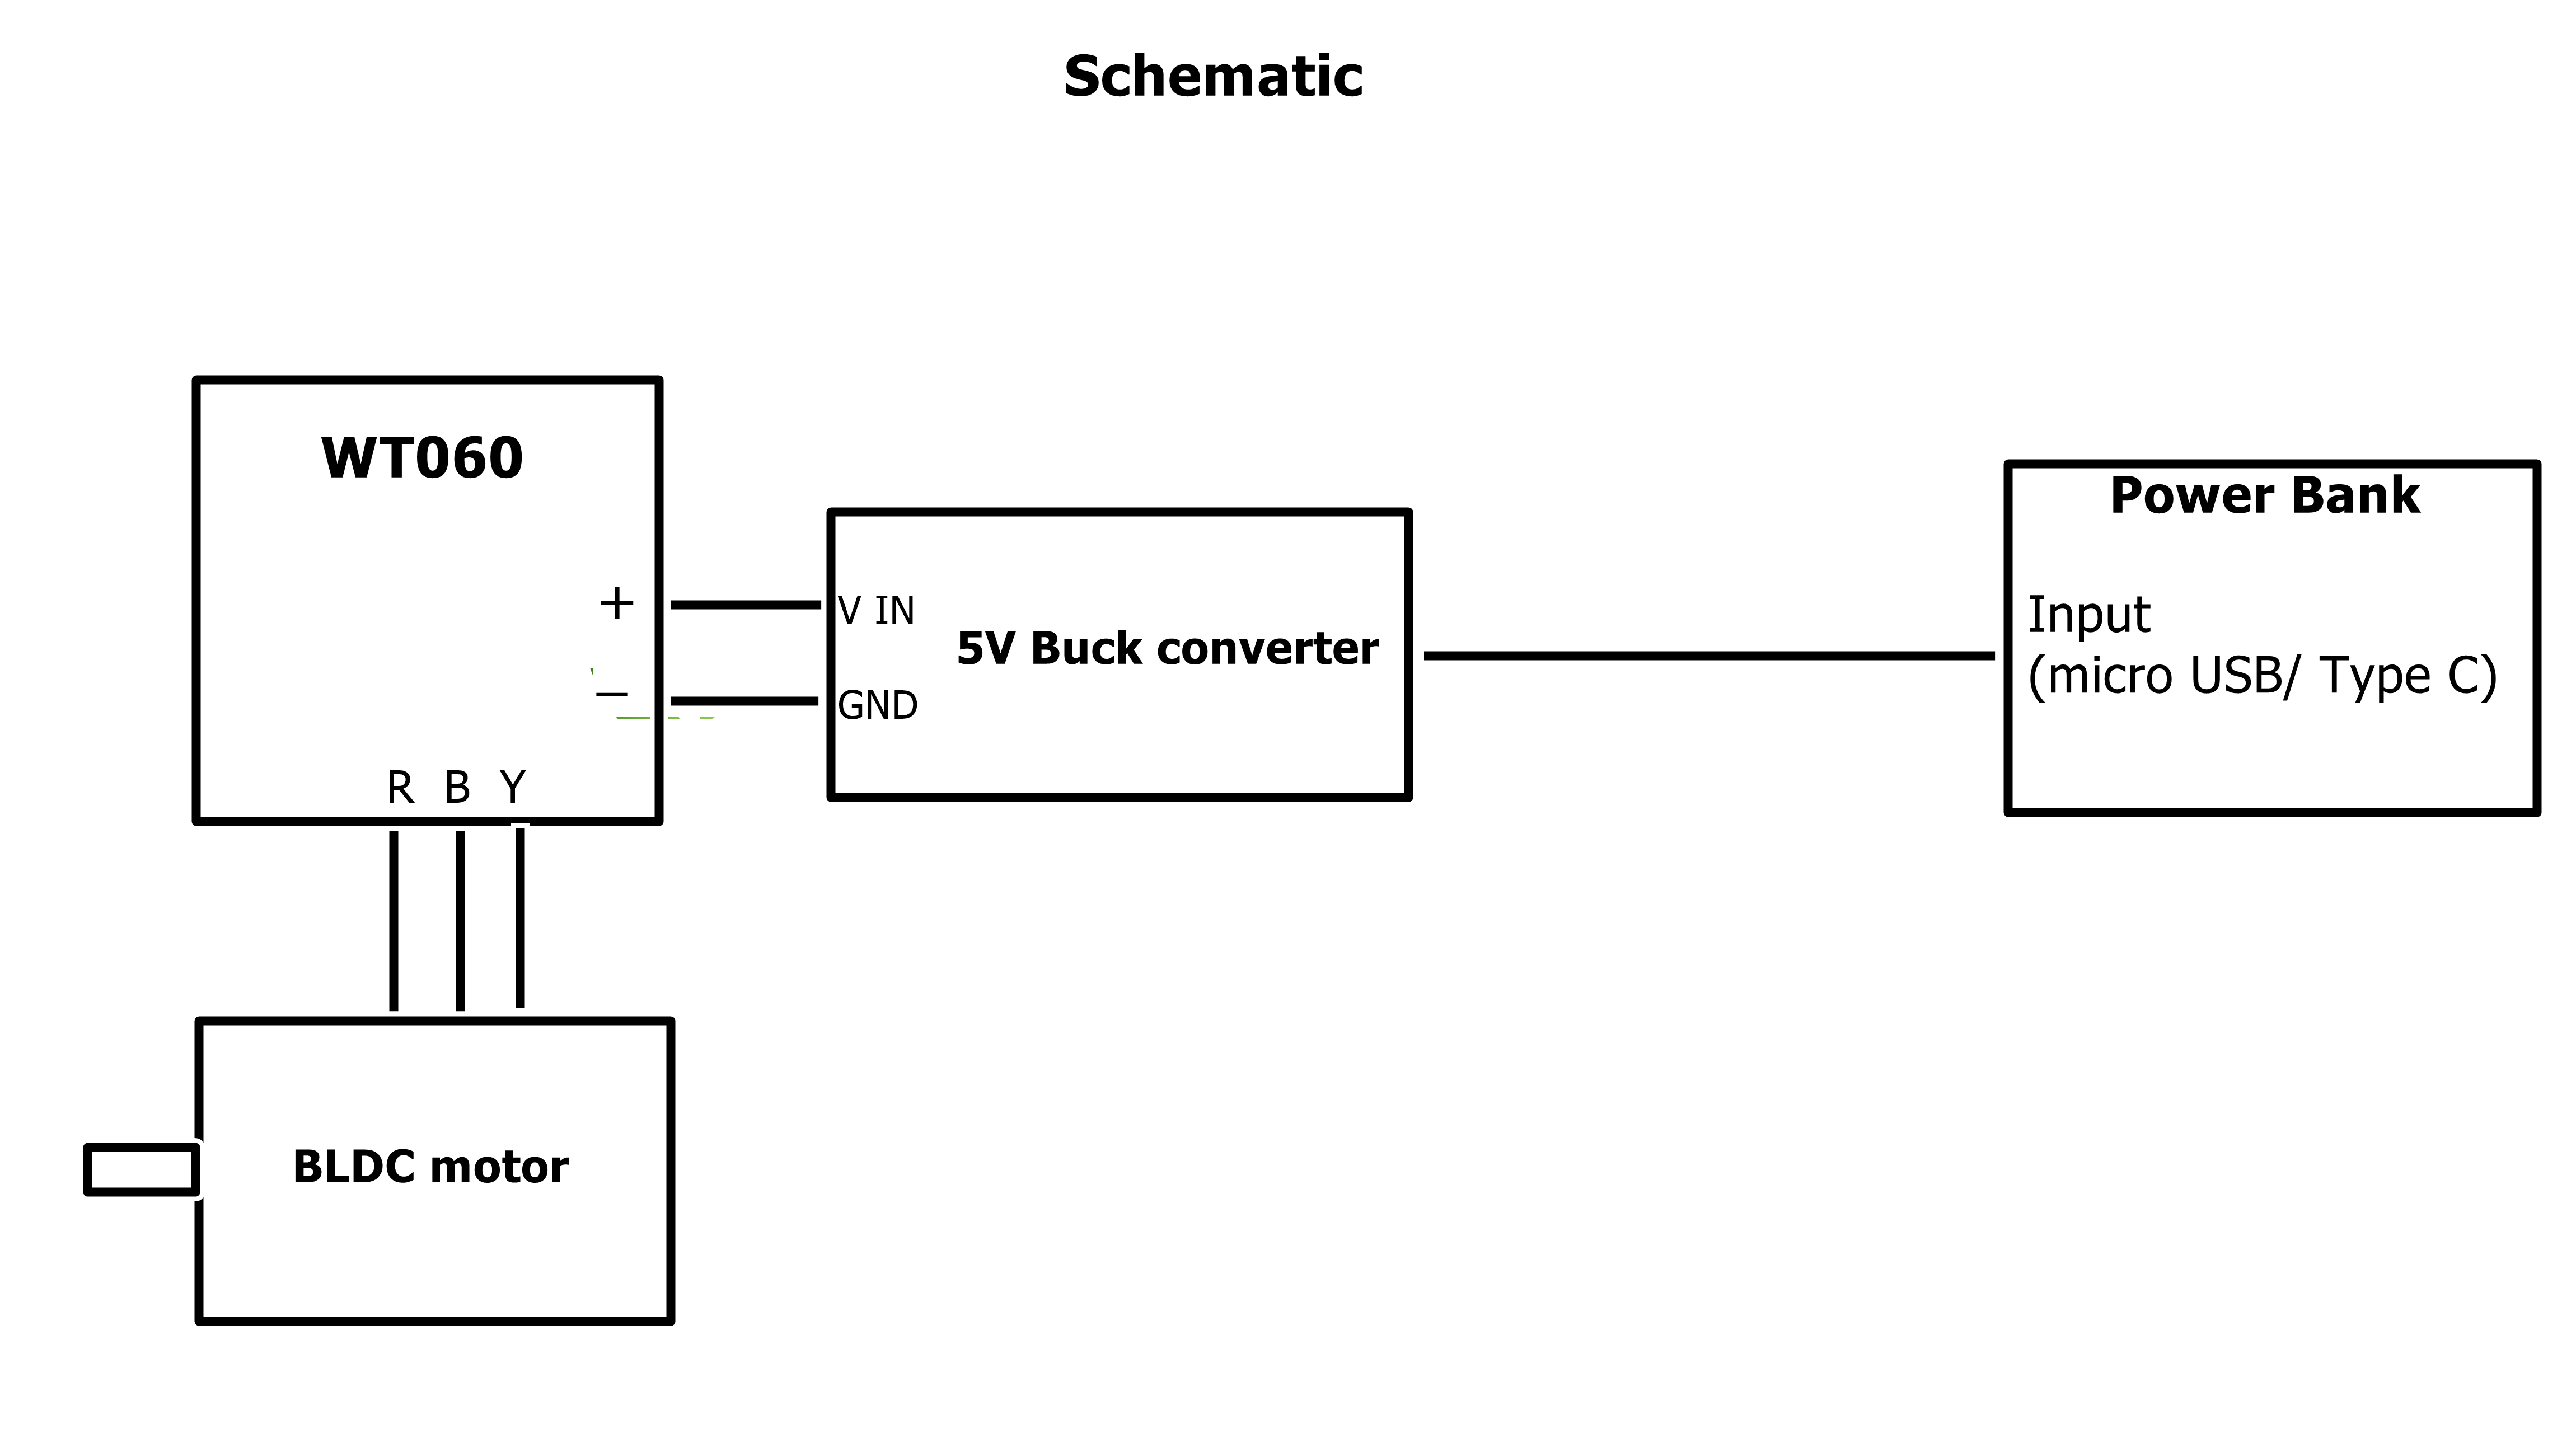 Schematic
WT060
+
−
R B Y
V IN
GND
5V Buck converter
Power Bank
Input
(micro USB/ Type C)
BLDC motor